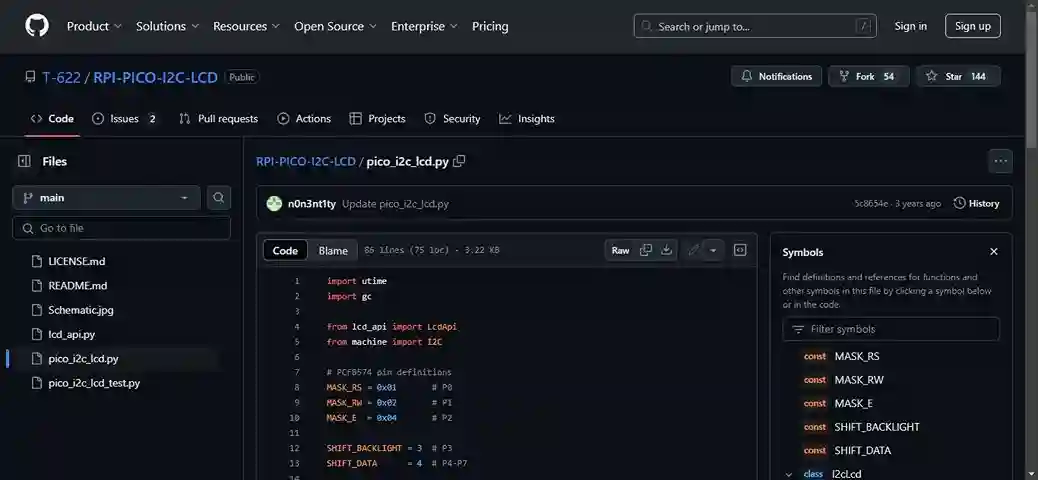 Product Solutions Resources Open Source Enterprise Pricing Search or jump to... / Sign in Sign up
T-622 / RPI-PICO-I2C-LCD Public Notifications Fork 54 Star 144
Code Issues 2 Pull requests Actions Projects Security Insights
Files
main
Go to file
LICENSE.md
README.md
Schematic.jpg
lcd_api.py
pico_i2c_lcd.py
pico_i2c_lcd_test.py
RPI-PICO-I2C-LCD / pico_i2c_lcd.py
n0n3nt1ty Update pico_i2c_lcd.py 5c8654e · 3 years ago History
Code Blame 86 lines (75 loc) · 3.22 KB Raw
1 import utime
2 import gc
3
4 from lcd_api import LcdApi
5 from machine import I2C
6
7 # PCF8574 pin definitions
8 MASK_RS = 0x01 # P0
9 MASK_RW = 0x02 # P1
10 MASK_E = 0x04 # P2
11
12 SHIFT_BACKLIGHT = 3 # P3
13 SHIFT_DATA = 4 # P4-P7
14
Symbols
Find definitions and references for functions and
other symbols in this file by clicking a symbol below
or in the code.
Filter symbols
const MASK_RS
const MASK_RW
const MASK_E
const SHIFT_BACKLIGHT
const SHIFT_DATA
class I2cLcd